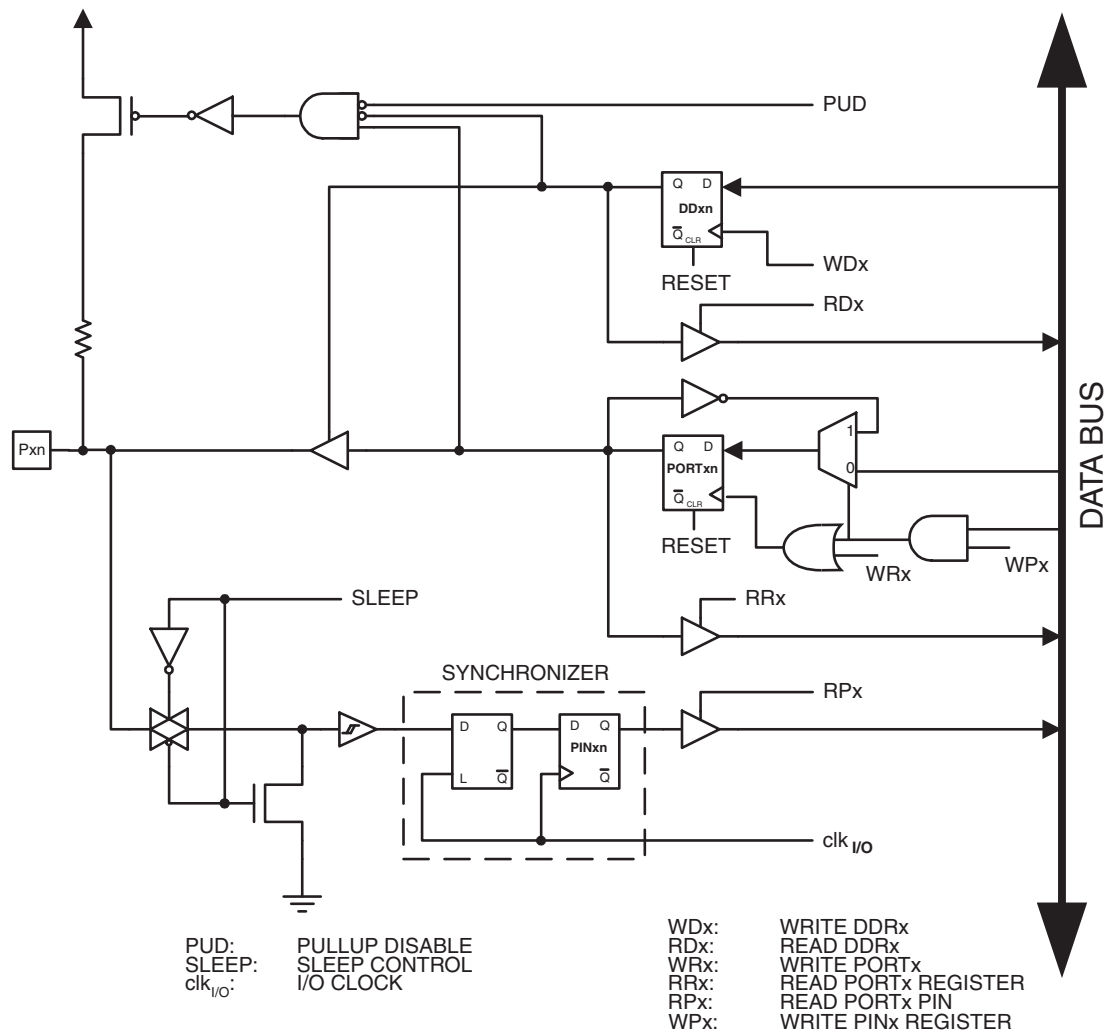 PUD
Q D
DDxn
Q CLR
WDx
RESET
RDx
Pxn
1
Q D
PORTxn
0
Q CLR
RESET
WRx
WPx
DATA BUS
SLEEP
RRx
SYNCHRONIZER
RPx
D Q
D Q
PINxn
L Q
Q
clk I/O
PUD: PULLUP DISABLE
SLEEP: SLEEP CONTROL
clkI/O: I/O CLOCK
WDx: WRITE DDRx
RDx: READ DDRx
WRx: WRITE PORTx
RRx: READ PORTx REGISTER
RPx: READ PORTx PIN
WPx: WRITE PINx REGISTER